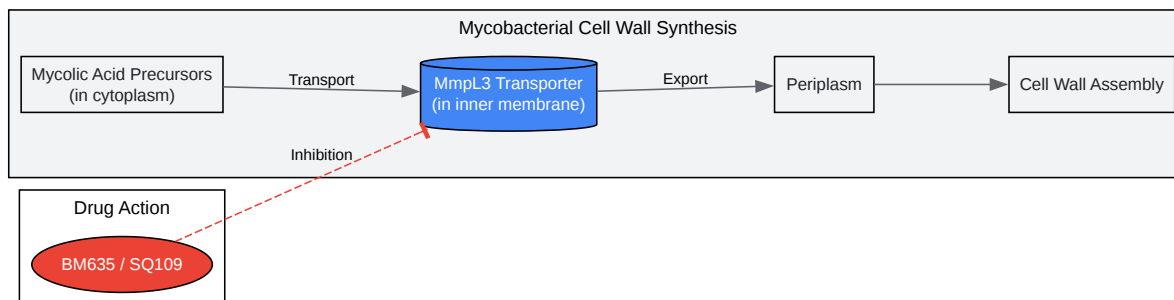 Mycobacterial Cell Wall Synthesis
Mycolic Acid Precursors
(in cytoplasm)
Transport
MmpL3 Transporter
(in inner membrane)
Export
Periplasm
Cell Wall Assembly
Inhibition
Drug Action
BM635 / SQ109